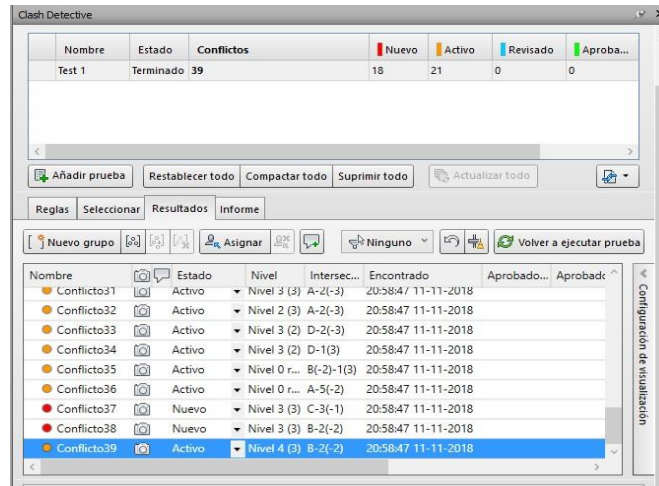 Clash Detective
Nombre Estado Conflictos Nuevo Activo Revisado Aproba...
Test 1 Terminado 39 18 21 0 0
Añadir prueba Restablecer todo Compactar todo Suprimir todo Actualizar todo
Reglas Seleccionar Resultados Informe
Nuevo grupo Asignar Ninguno Volver a ejecutar prueba
Nombre Estado Nivel Intersec... Encontrado Aprobado... Aprobado
Conflicto31 Activo Nivel 3 (3) A-2(-3) 20:58:47 11-11-2018
Conflicto32 Activo Nivel 2 (3) A-2(-3) 20:58:47 11-11-2018
Conflicto33 Activo Nivel 3 (2) D-2(-3) 20:58:47 11-11-2018
Conflicto34 Activo Nivel 3 (2) D-1(3) 20:58:47 11-11-2018
Conflicto35 Activo Nivel 0 r... B(-2)-1(3) 20:58:47 11-11-2018
Conflicto36 Activo Nivel 0 r... A-5(-2) 20:58:47 11-11-2018
Conflicto37 Nuevo Nivel 3 (3) C-3(-1) 20:58:47 11-11-2018
Conflicto38 Nuevo Nivel 3 (3) B-2(-2) 20:58:47 11-11-2018
Conflicto39 Activo Nivel 4 (3) B-2(-2) 20:58:47 11-11-2018
Configuración de visualización